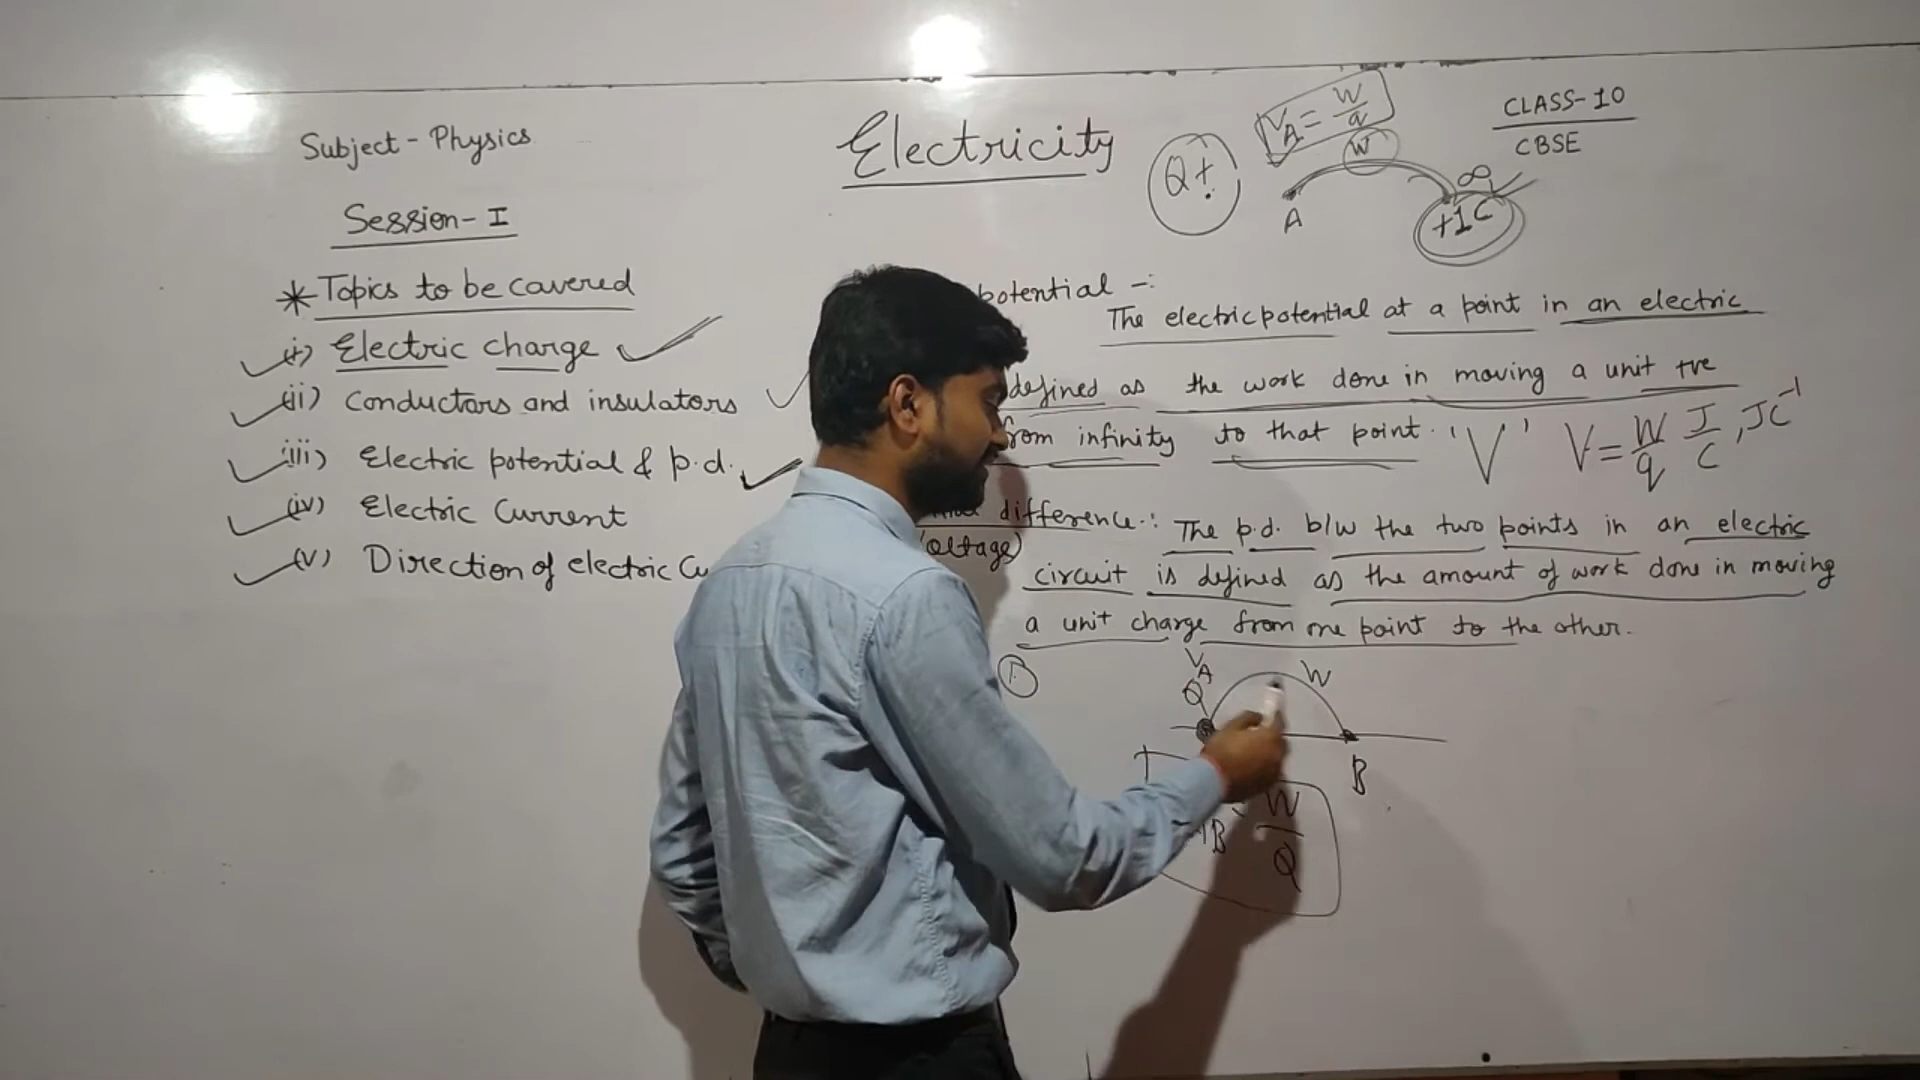 Subject - Physics
Session - I
* Topics to be covered
(i) Electric charge
(ii) Conductors and insulators
iii) Electric potential & p.d.
(iv) Electric Current
(v) Direction of electric Cu
Electricity
CLASS-10
CBSE
Q+
V_A = W/q
W
A
∞
+1C
potential -:
The electric potential at a point in an electric
defined as the work done in moving a unit +ve
from infinity to that point. 'V' V = W/q J/C, JC⁻¹
difference.: The p.d. b/w the two points in an electric
(Voltage)
circuit is defined as the amount of work done in moving
a unit charge from one point to the other.
V_A
Q
W
B
W/Q